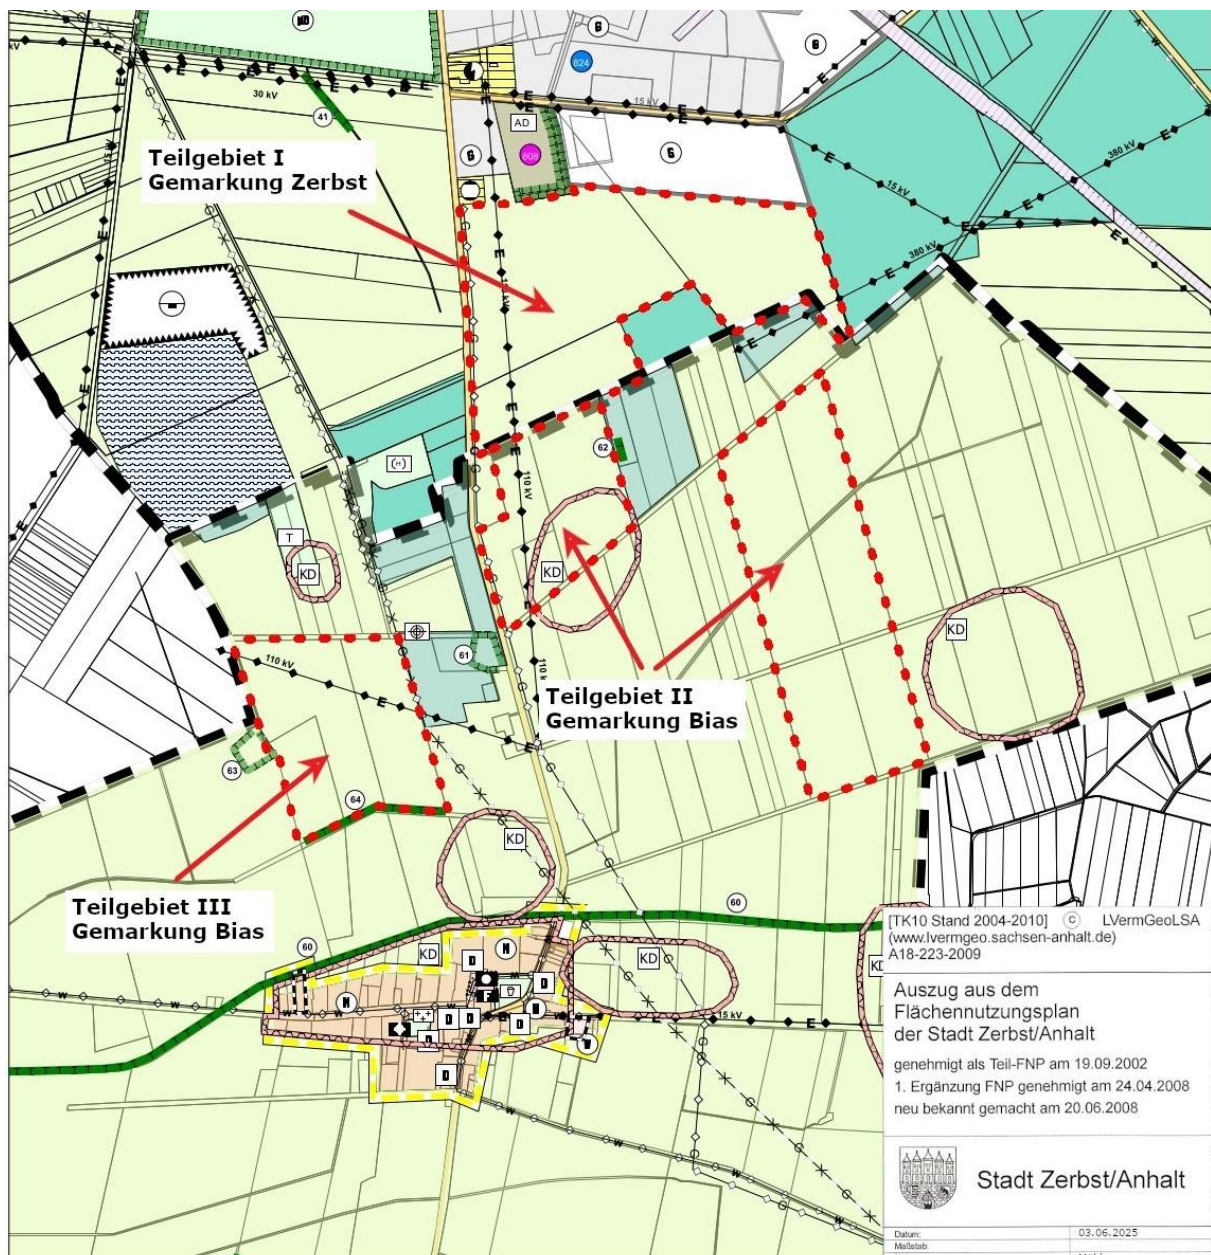 ND
G
G
824
E
E
30 kV
15 kV
AD
41
808
G
G
380 kV
15 kV
380 kV
Teilgebiet I
Gemarkung Zerbst
(H)
62
110 kV
T
KD
KD
KD
61
110 kV
110 kV
Teilgebiet II
Gemarkung Bias
63
64
KD
Teilgebiet III
Gemarkung Bias
60
60
KD
KD
M
M
M
W
D
D
D
D
D
D
D
F
15 kV
[TK10 Stand 2004-2010] © LVermGeoLSA
(www.lvermgeo.sachsen-anhalt.de)
A18-223-2009
Auszug aus dem
Flächennutzungsplan
der Stadt Zerbst/Anhalt
genehmigt als Teil-FNP am 19.09.2002
1. Ergänzung FNP genehmigt am 24.04.2008
neu bekannt gemacht am 20.06.2008
Stadt Zerbst/Anhalt
Datum: 03.06.2025
Maßstab: